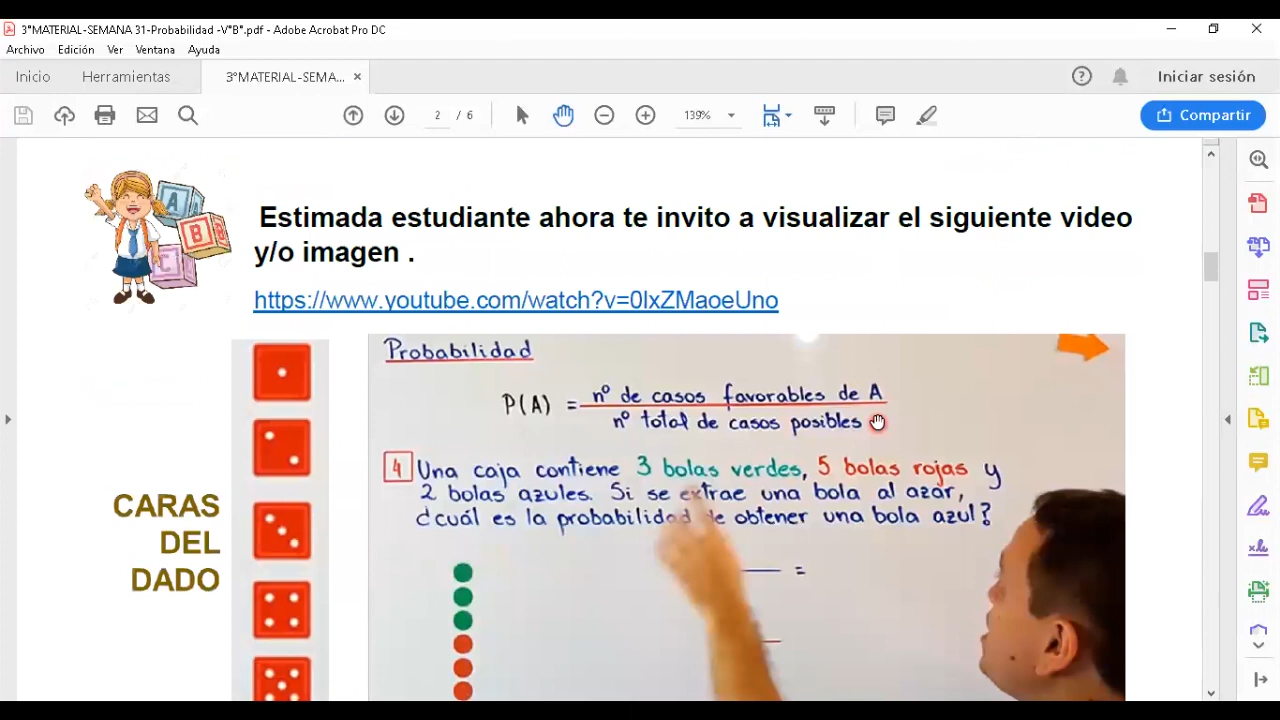 3°MATERIAL-SEMANA 31-Probabilidad -V°B°.pdf - Adobe Acrobat Pro DC
Archivo Edición Ver Ventana Ayuda
Inicio Herramientas 3°MATERIAL-SEMA... × Iniciar sesión
2 / 6 139% Compartir
A
B
C
Estimada estudiante ahora te invito a visualizar el siguiente video
y/o imagen .
https://www.youtube.com/watch?v=0IxZMaoeUno
Probabilidad
P(A) = nº de casos favorables de A
nº total de casos posibles
4 Una caja contiene 3 bolas verdes, 5 bolas rojas y
2 bolas azules. Si se extrae una bola al azar,
¿cuál es la probabilidad de obtener una bola azul?
=
CARAS
DEL
DADO